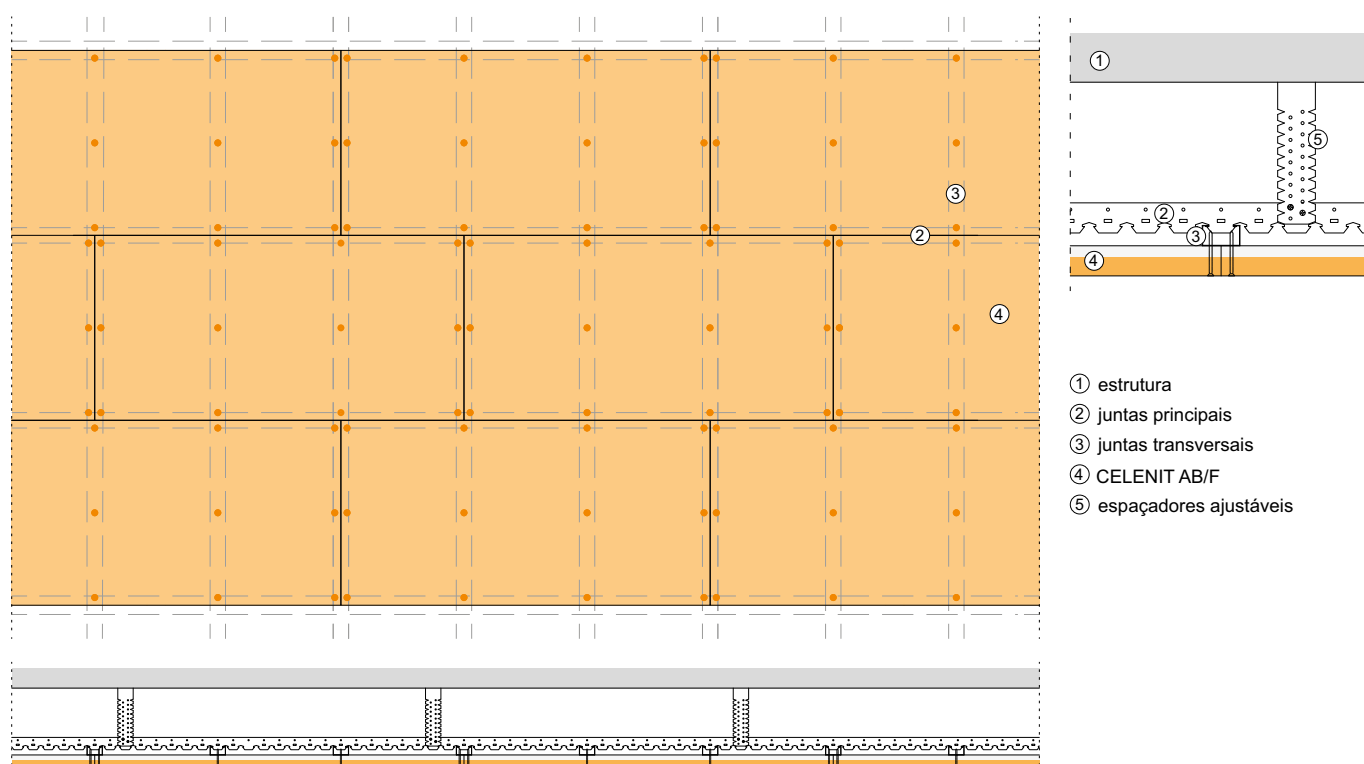 3
2
4
1
5
2
3
4
1 estrutura
2 juntas principais
3 juntas transversais
4 CELENIT AB/F
5 espaçadores ajustáveis